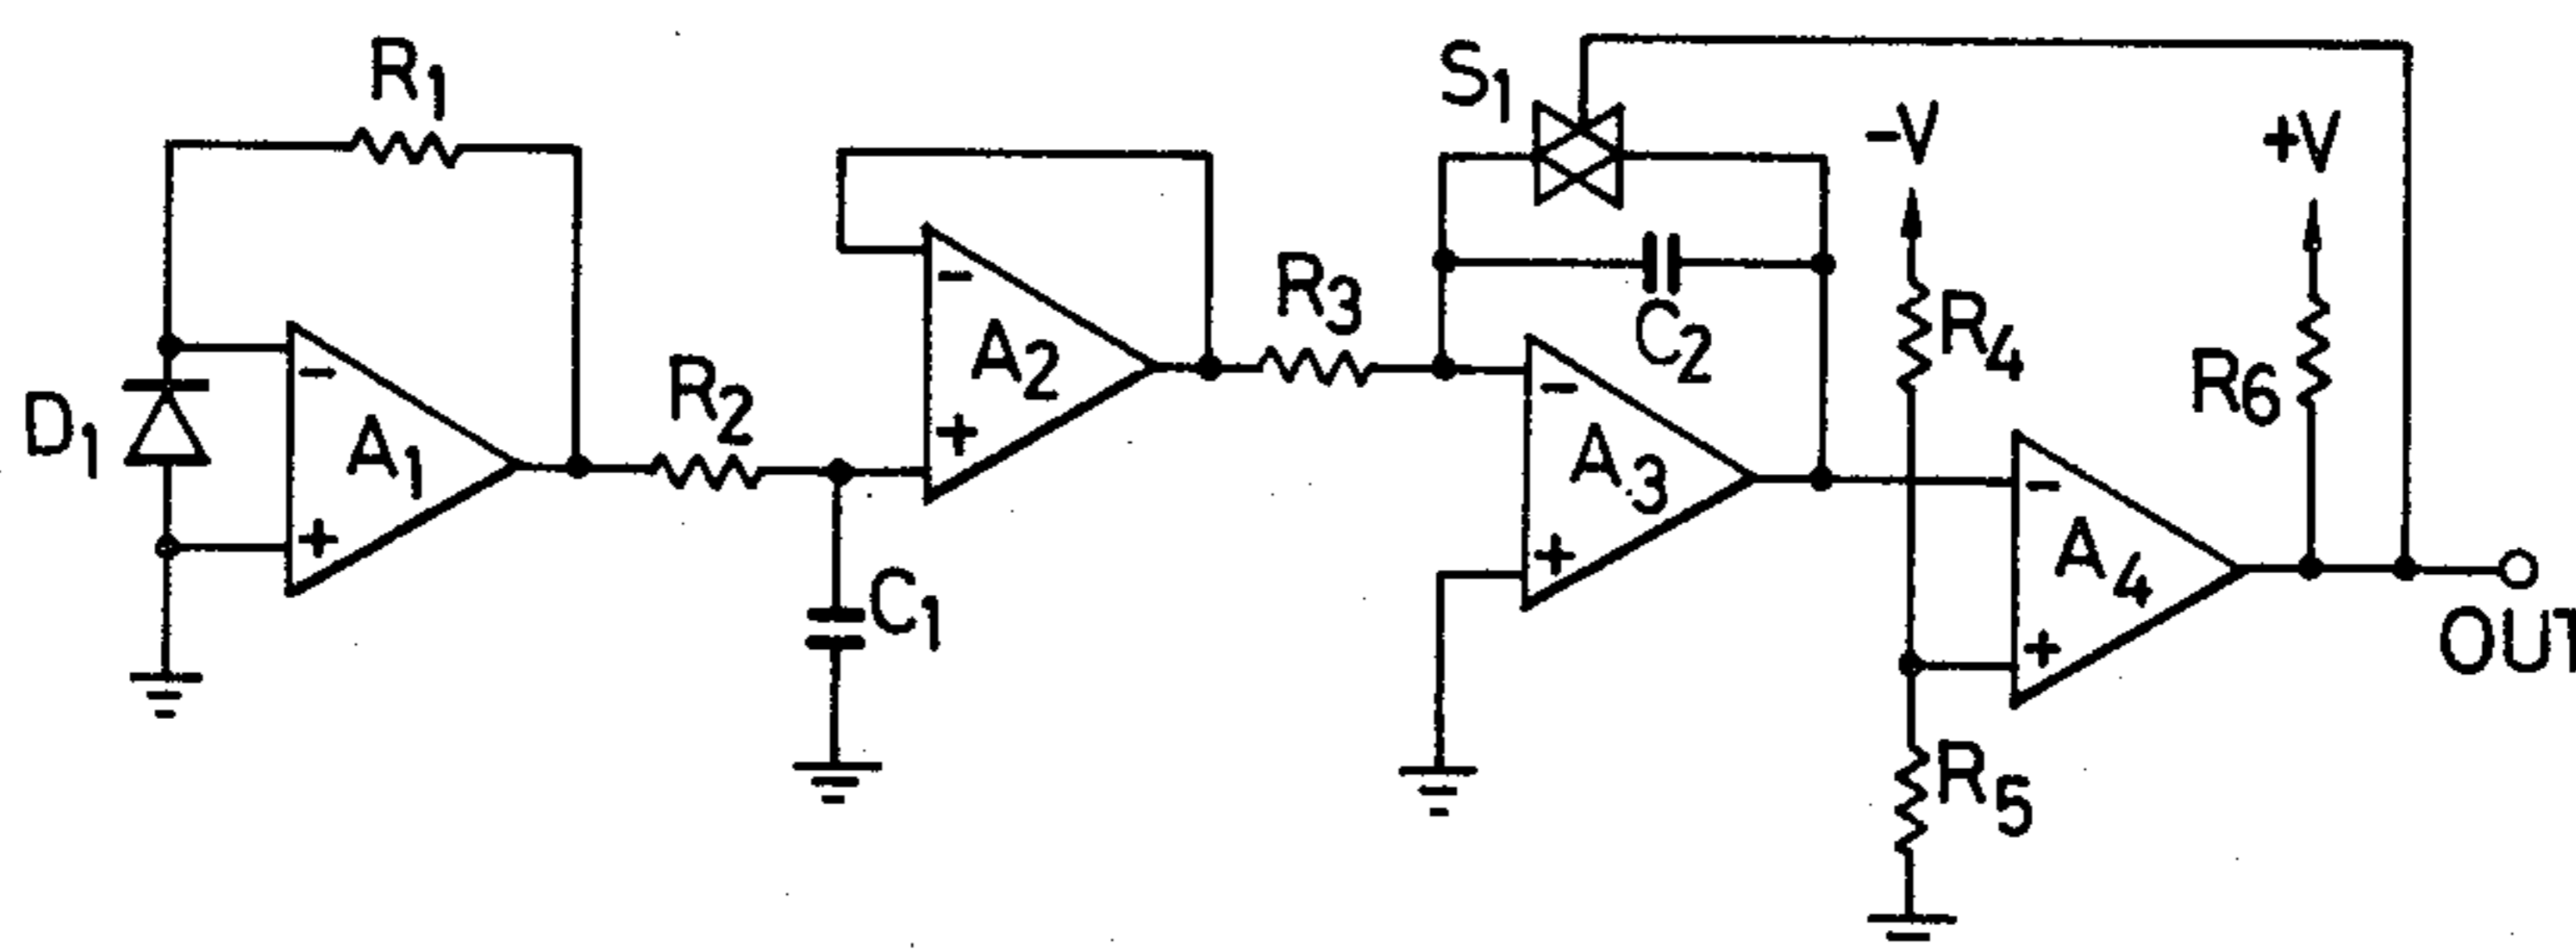 R1
D1
-
A1
+
R2
C1
-
A2
+
R3
S1
C2
-
A3
+
-V
R4
R5
+V
R6
-
A4
+
OUT